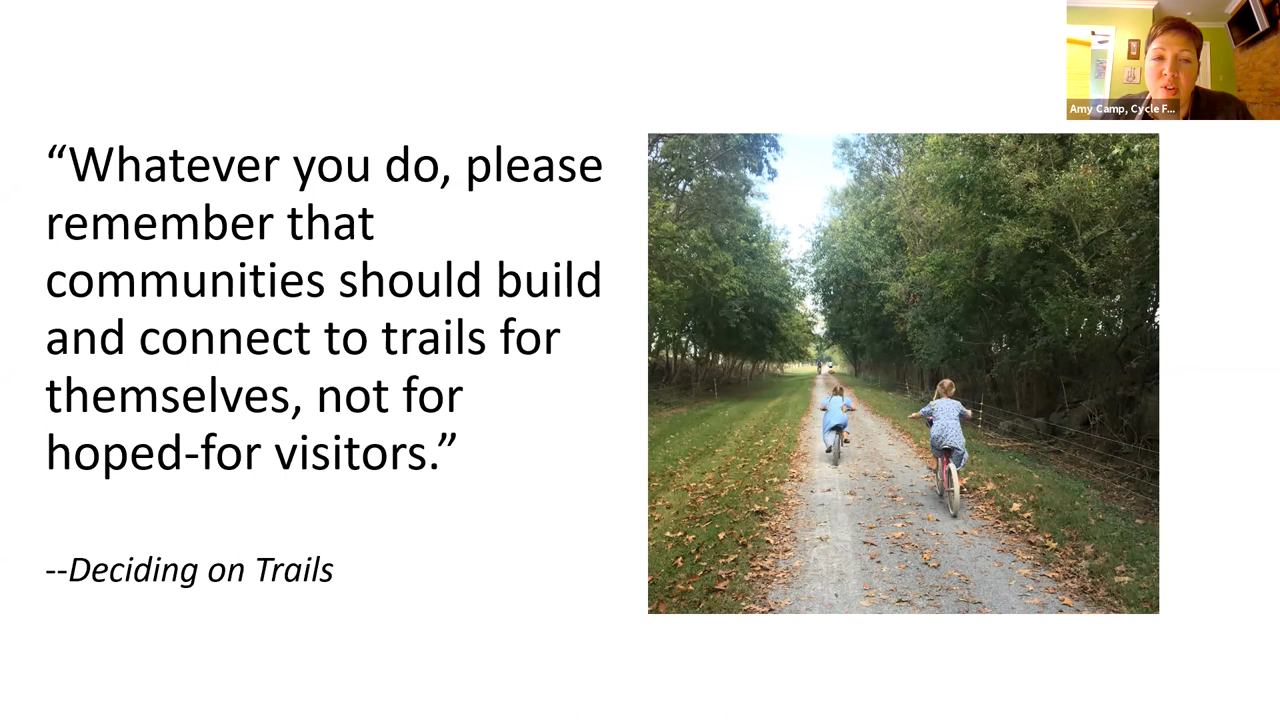 Amy Camp, Cycle F...
“Whatever you do, please
remember that
communities should build
and connect to trails for
themselves, not for
hoped-for visitors.”
--Deciding on Trails